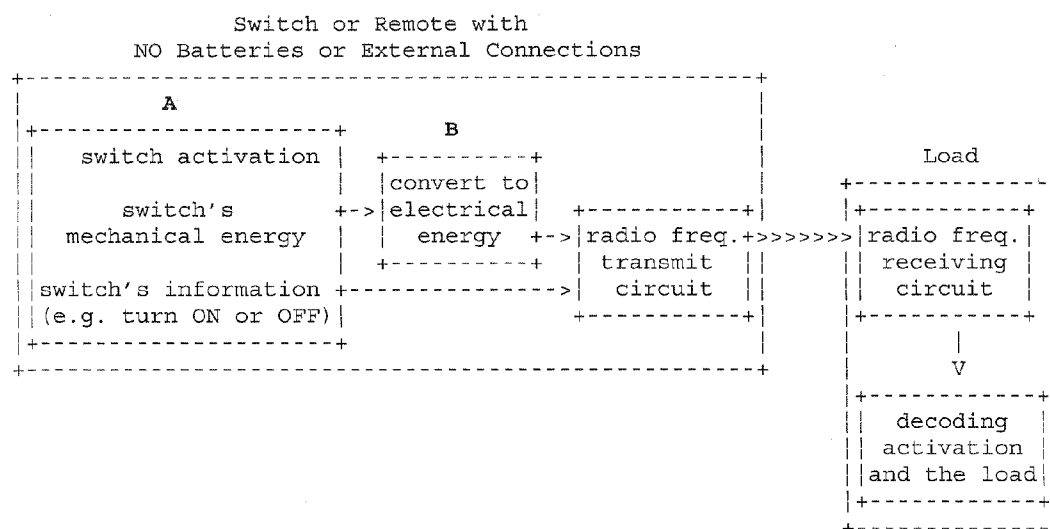 Switch or Remote with
NO Batteries or External Connections
A
B
switch activation
switch's
mechanical energy
switch's information
(e.g. turn ON or OFF)
convert to
electrical
energy
radio freq.
transmit
circuit
Load
radio freq.
receiving
circuit
V
decoding
activation
and the load